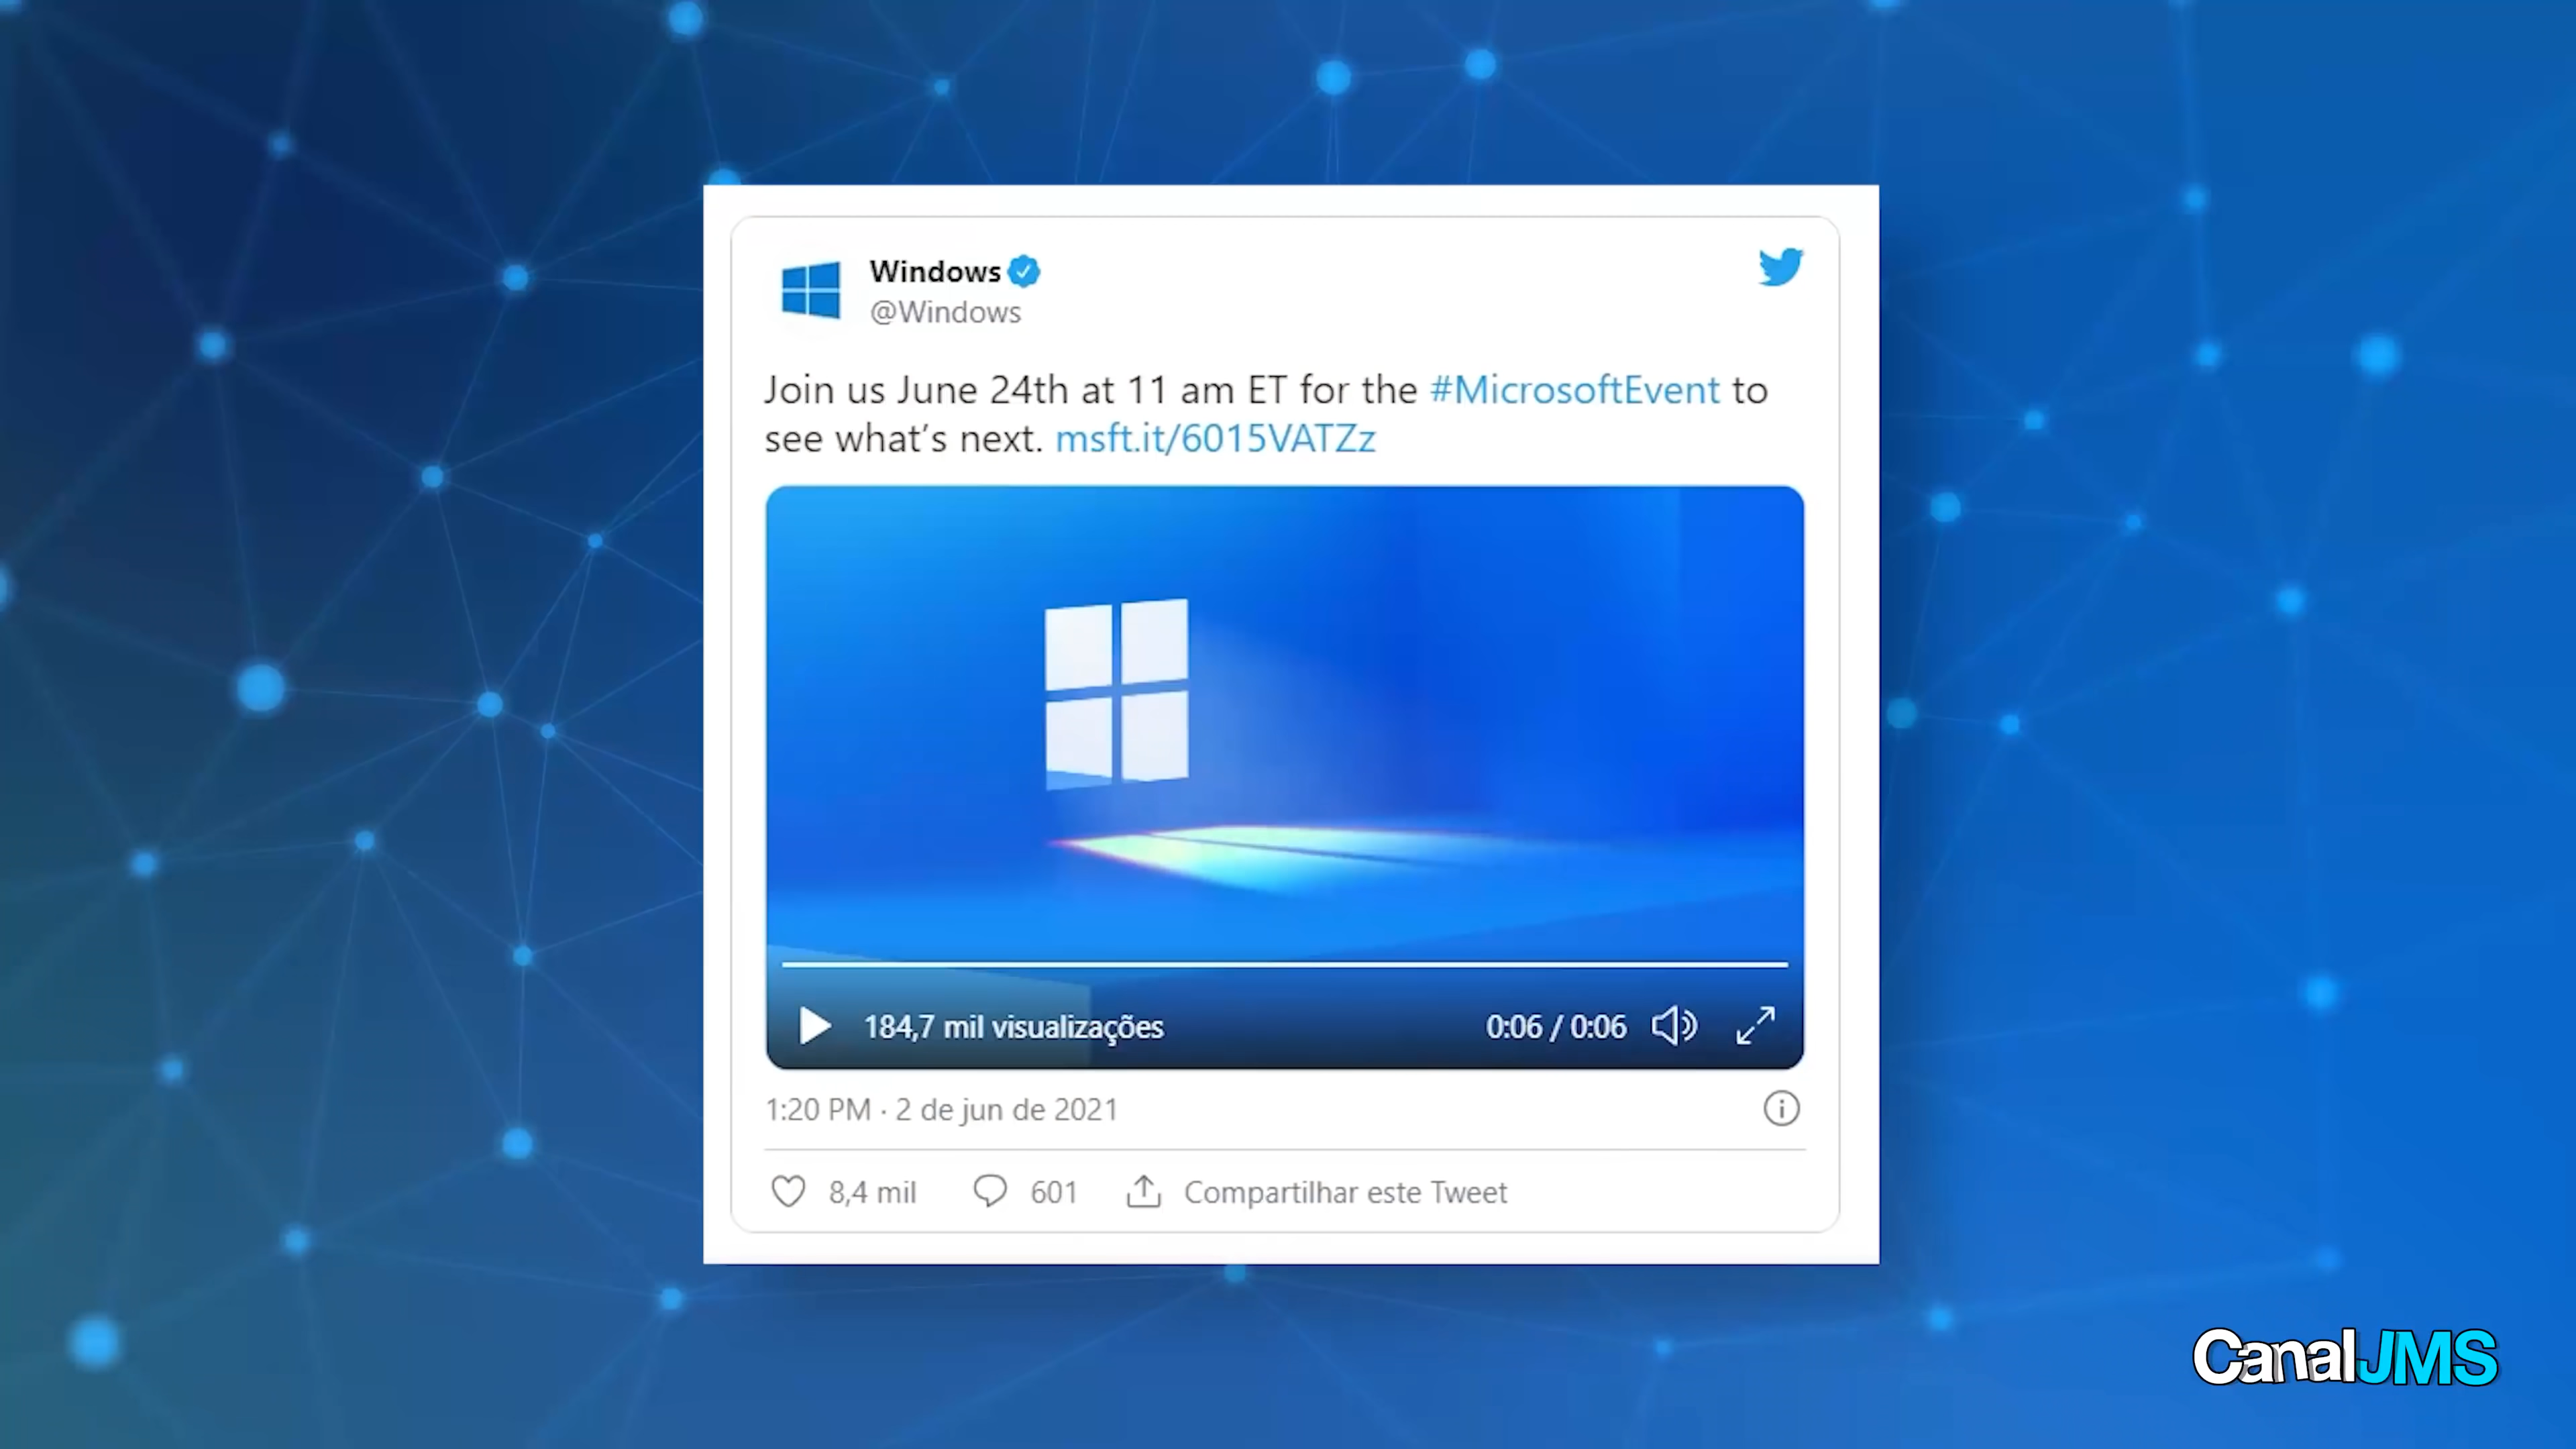 Windows
@Windows
Join us June 24th at 11 am ET for the #MicrosoftEvent to
see what's next. msft.it/6015VATZz
184,7 mil visualizações 0:06 / 0:06
1:20 PM · 2 de jun de 2021
8,4 mil 601 Compartilhar este Tweet
CanalJMS